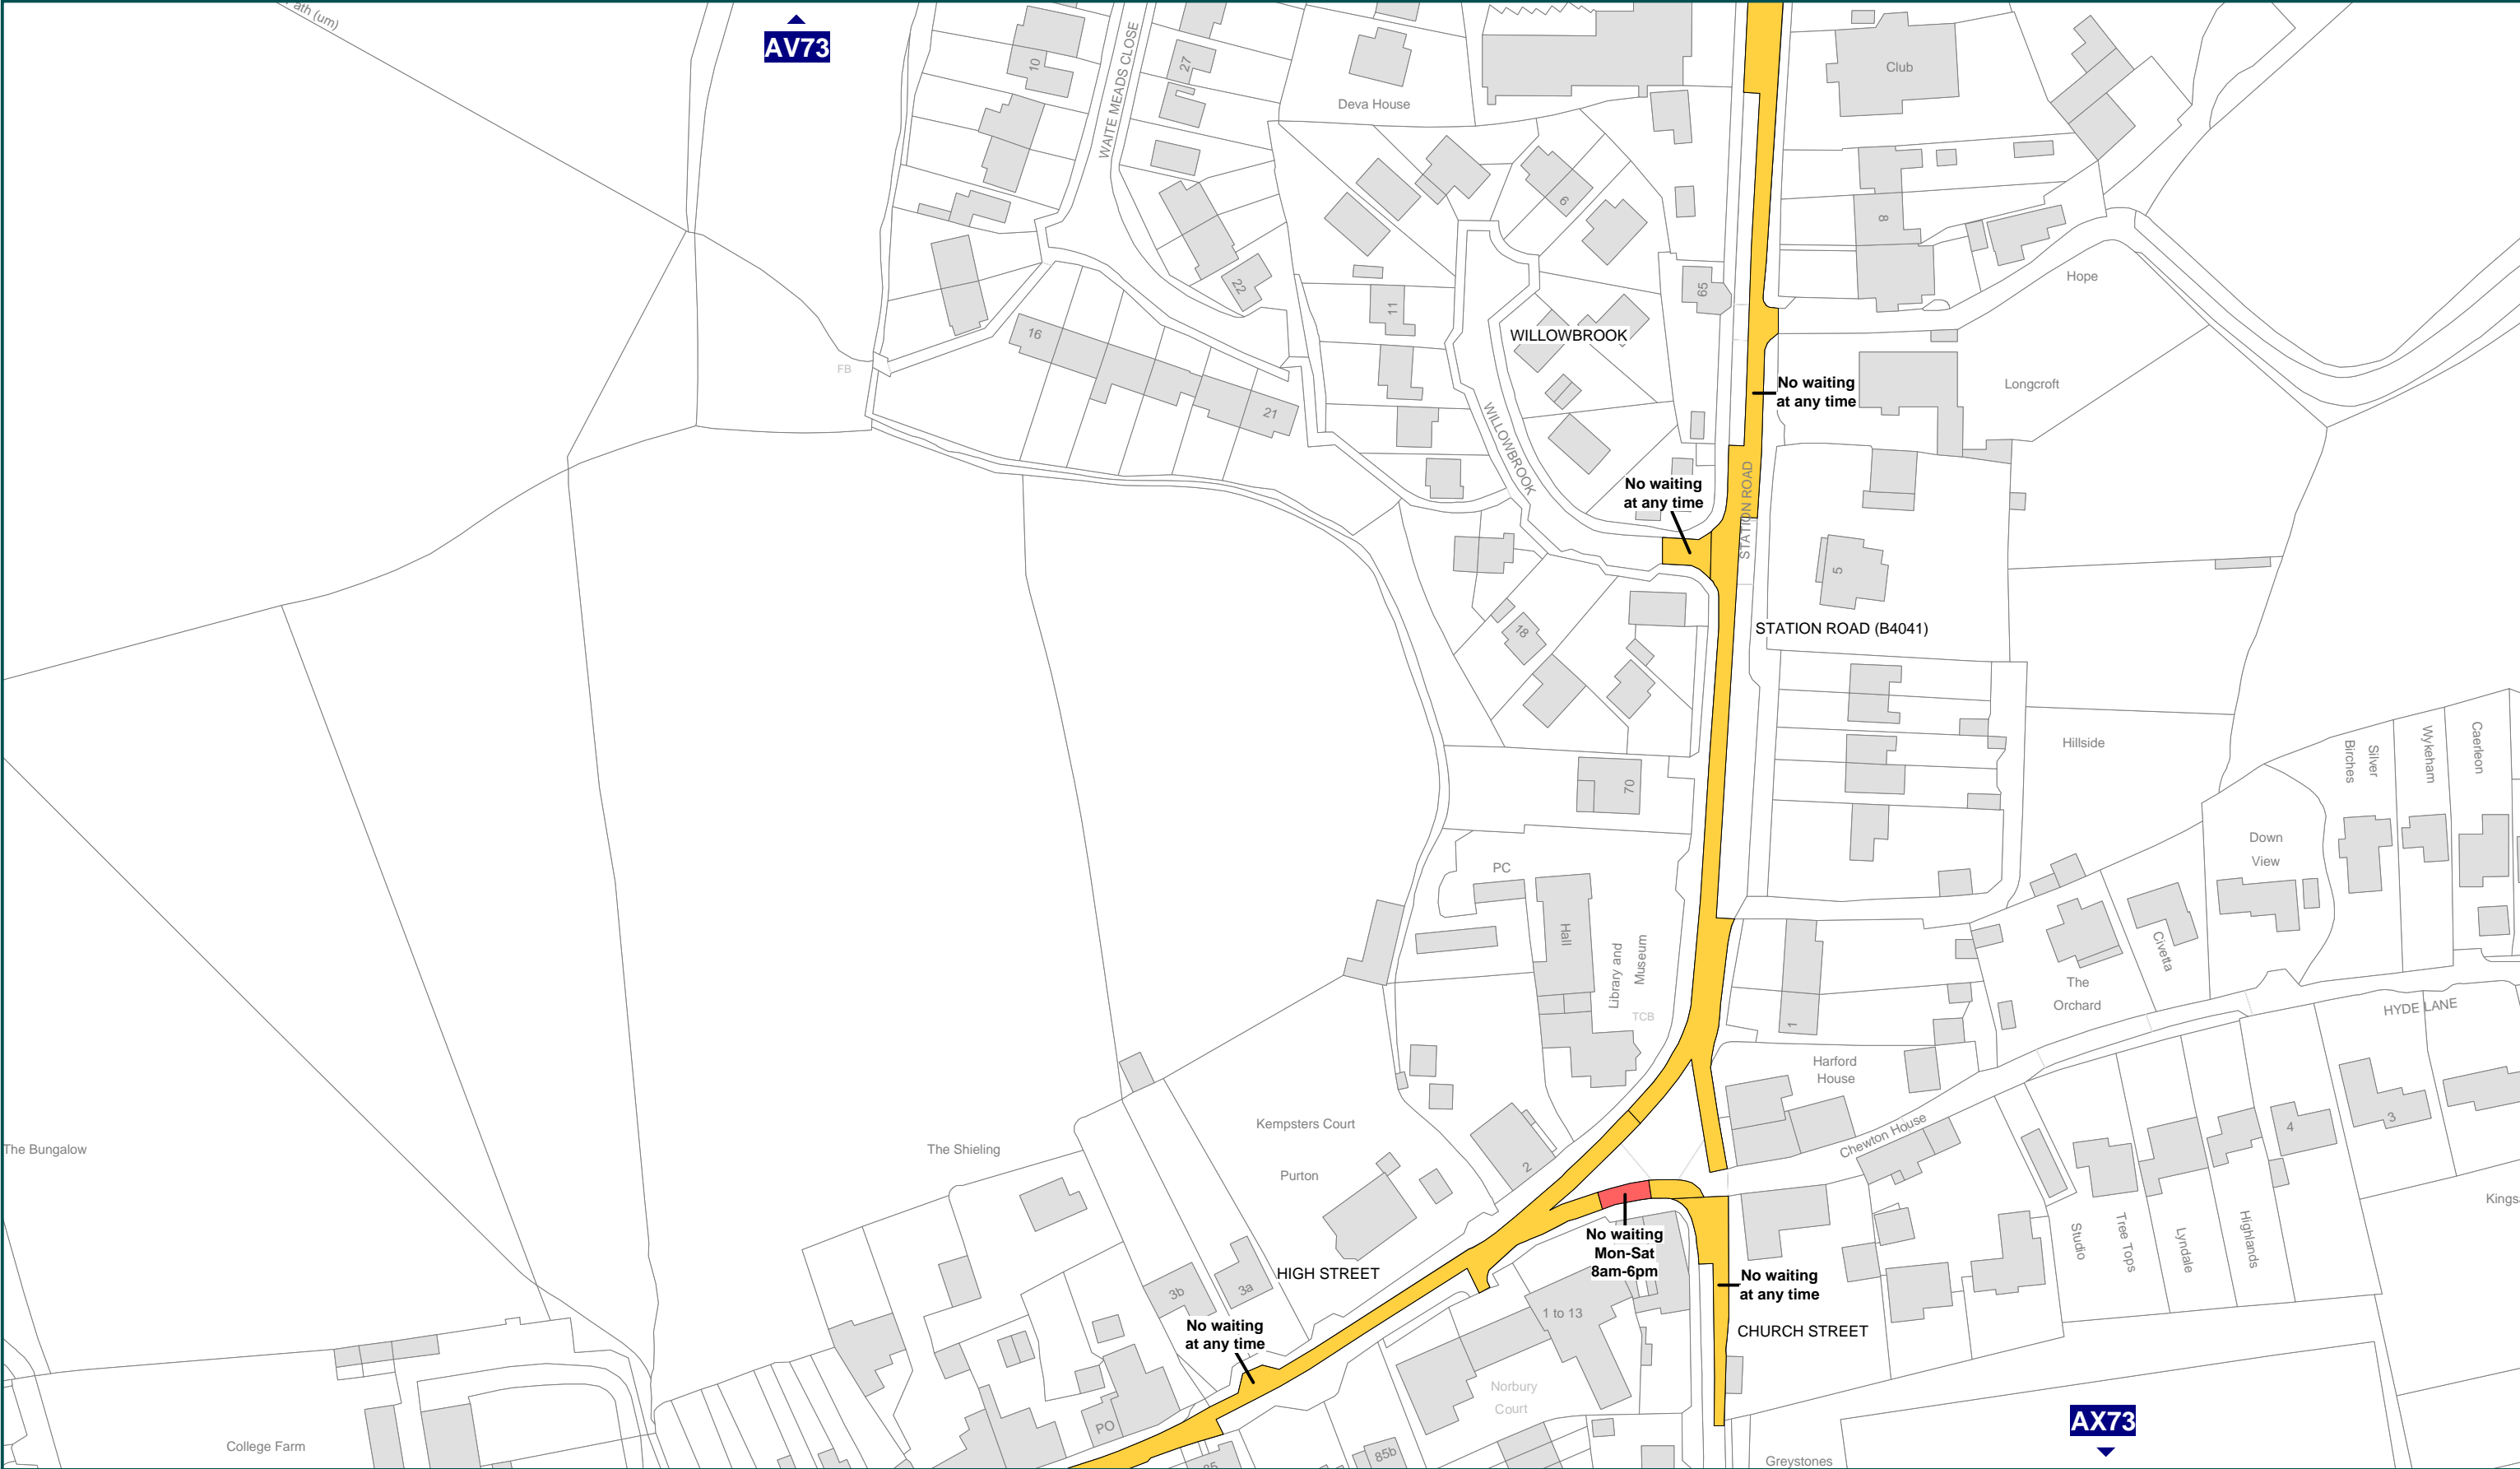 ath (um)
AV73
10
WAITE MEADS CLOSE
27
Deva House
Club
6
8
22
65
11
Hope
WILLOWBROOK
16
FB
21
WILLOWBROOK
No waiting
at any time
Longcroft
No waiting
at any time
STATION ROAD
5
18
STATION ROAD (B4041)
70
Hillside
Silver
Birches
Wykeham
Caerleon
Down
View
PC
Hall
Library and
Museum
TCB
Civetta
The
Orchard
1
HYDE LANE
Harford
House
Chewton House
3
4
2
Kempsters Court
Purton
The Shieling
The Bungalow
Kings
Studio
Tree Tops
Lyndale
Highlands
No waiting
Mon-Sat
8am-6pm
HIGH STREET
3b
3a
No waiting
at any time
1 to 13
CHURCH STREET
No waiting
at any time
Norbury
Court
PO
85b
AX73
College Farm
Greystones